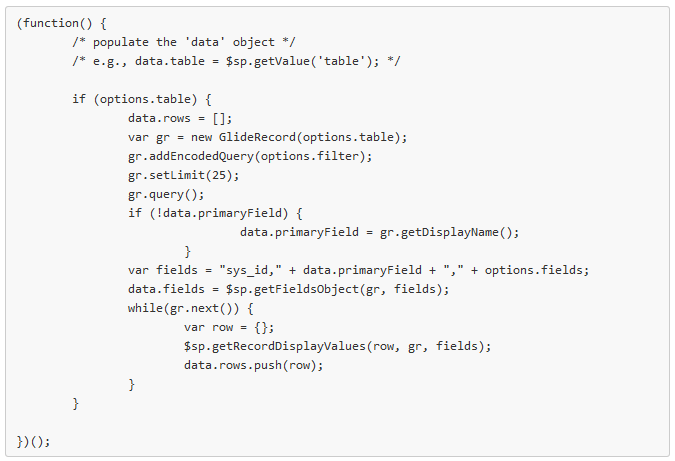 (function() {
/* populate the 'data' object */
/* e.g., data.table = $sp.getValue('table'); */
if (options.table) {
data.rows = [];
var gr = new GlideRecord(options.table);
gr.addEncodedQuery(options.filter);
gr.setLimit(25);
gr.query();
if (!data.primaryField) {
data.primaryField = gr.getDisplayName();
}
var fields = "sys_id," + data.primaryField + "," + options.fields;
data.fields = $sp.getFieldsObject(gr, fields);
while(gr.next()) {
var row = {};
$sp.getRecordDisplayValues(row, gr, fields);
data.rows.push(row);
}
}
})();